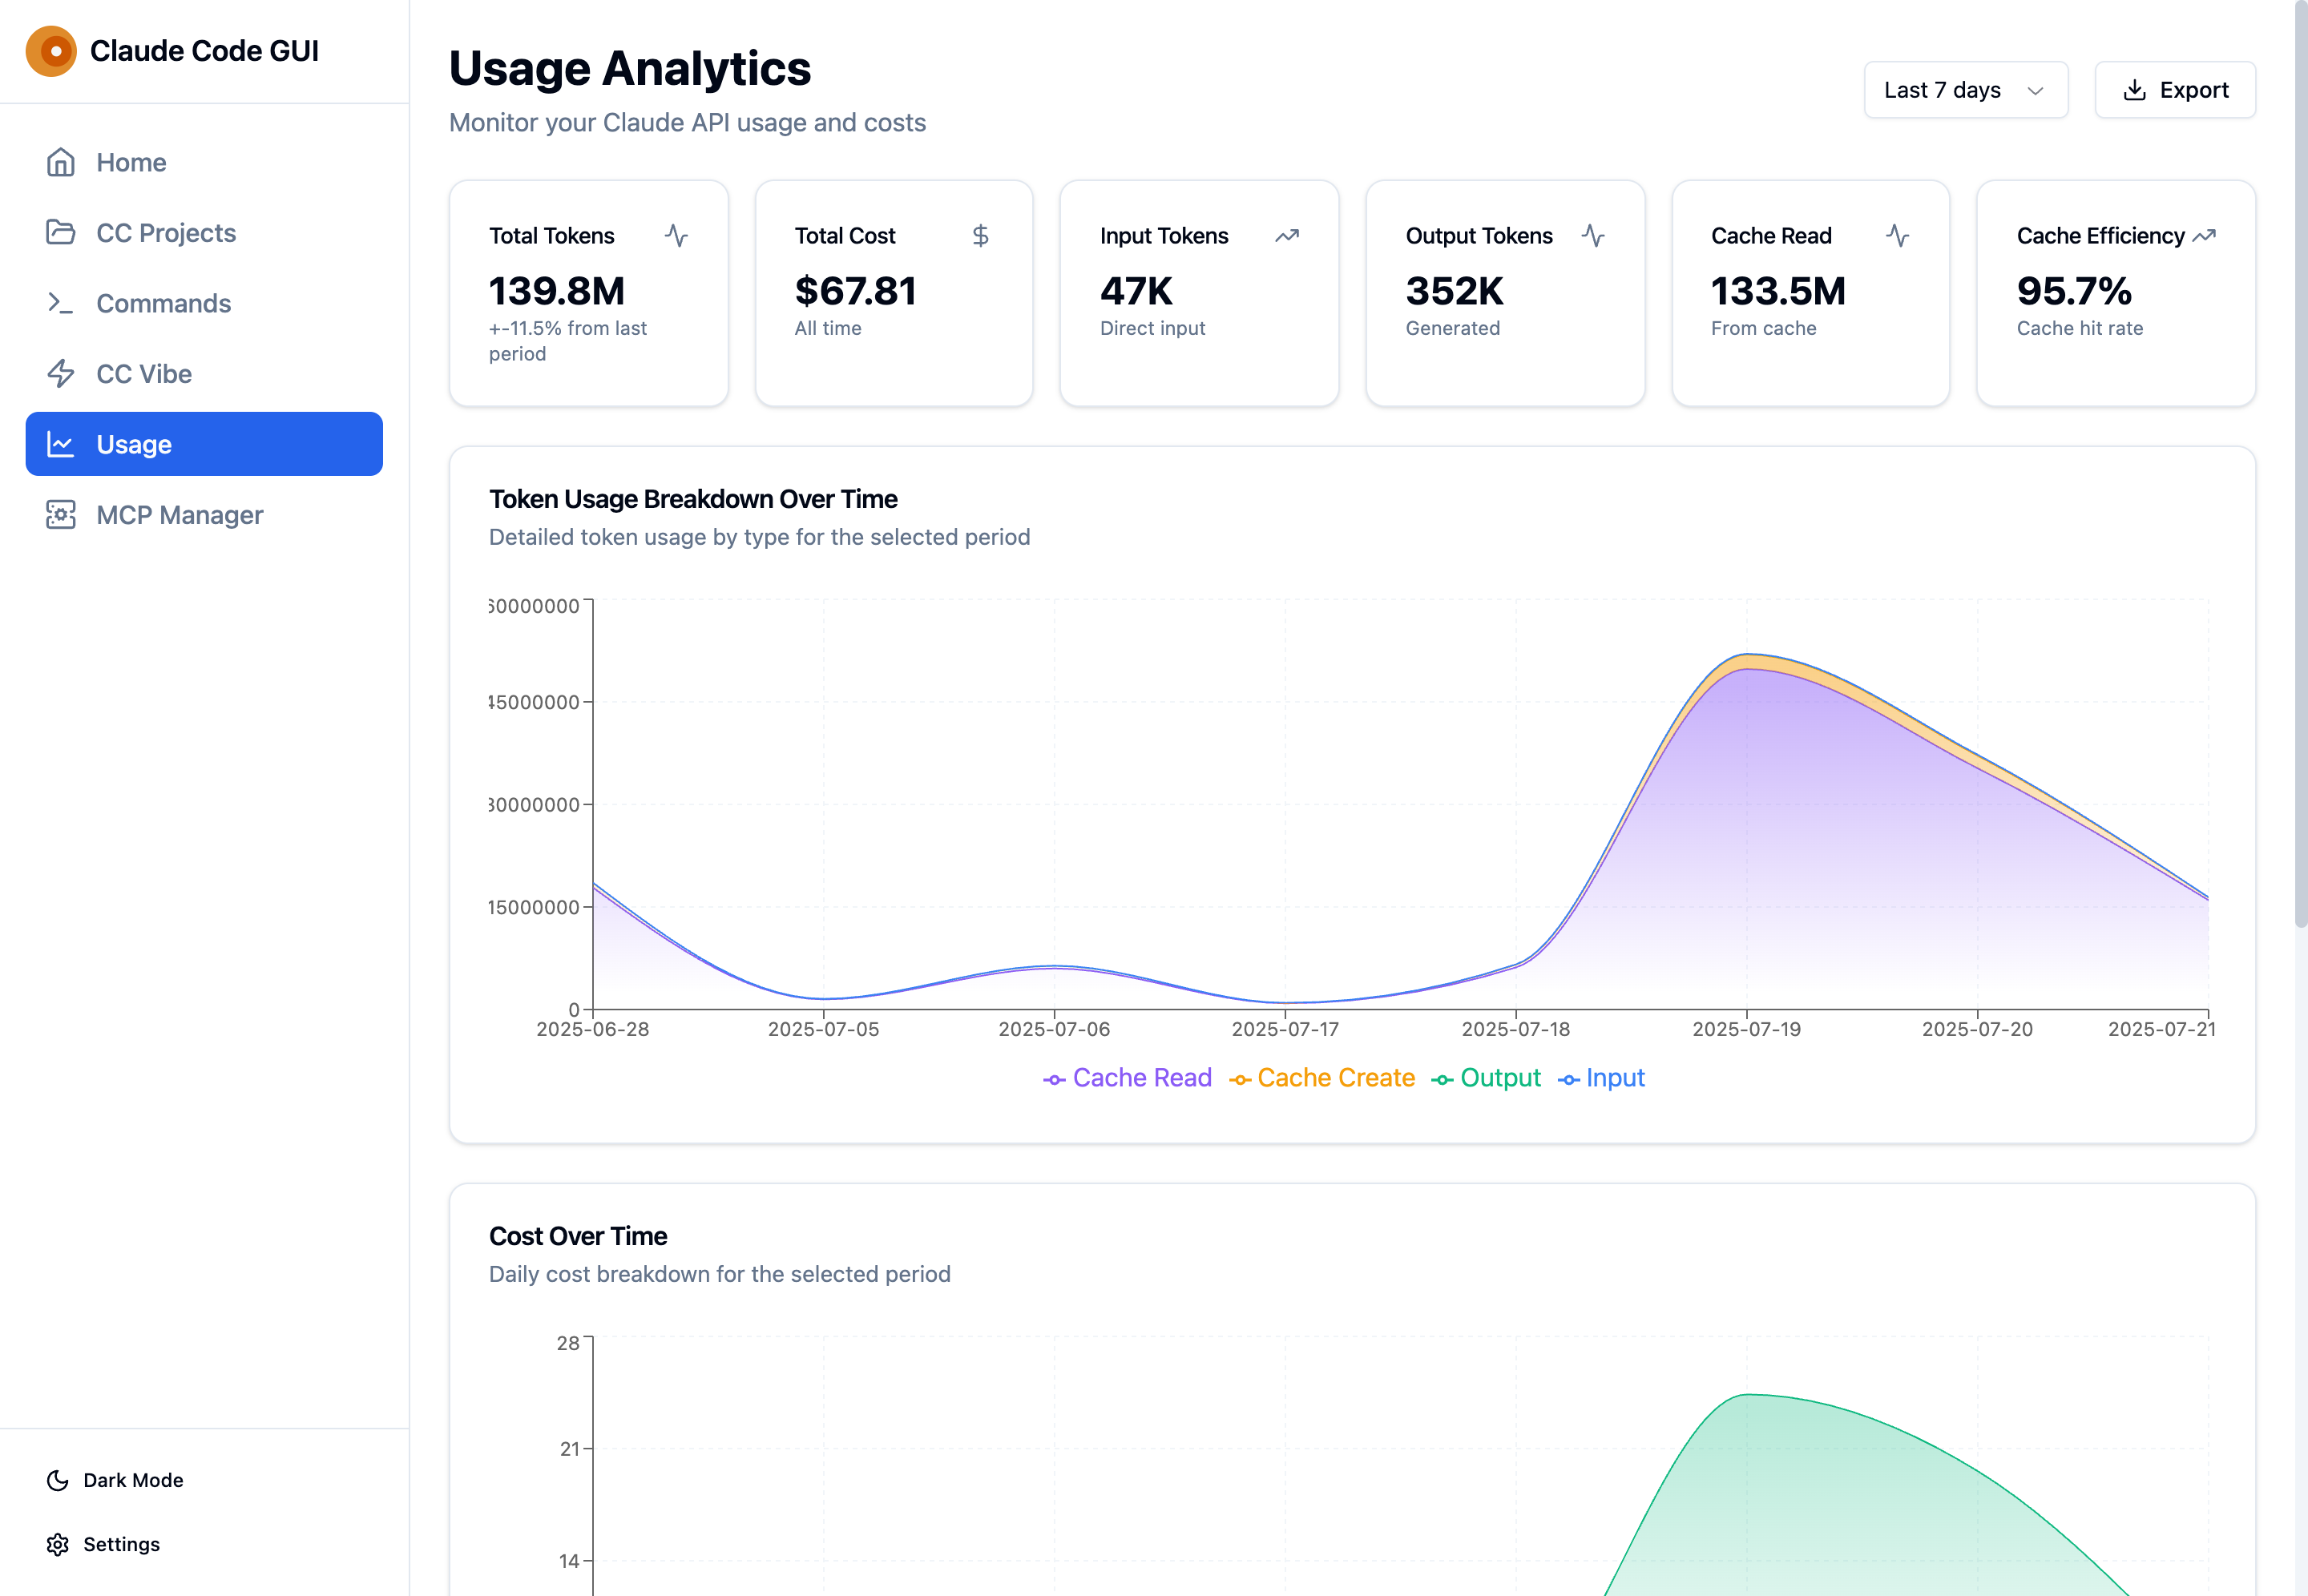 Claude Code GUI
Home
CC Projects
Commands
CC Vibe
Usage
MCP Manager
Dark Mode
Settings
Usage Analytics
Monitor your Claude API usage and costs
Last 7 days
Export
Total Tokens
139.8M
+-11.5% from last
period
Total Cost
$67.81
All time
Input Tokens
47K
Direct input
Output Tokens
352K
Generated
Cache Read
133.5M
From cache
Cache Efficiency
95.7%
Cache hit rate
Token Usage Breakdown Over Time
Detailed token usage by type for the selected period
60000000
45000000
30000000
15000000
0
2025-06-28 2025-07-05 2025-07-06 2025-07-17 2025-07-18 2025-07-19 2025-07-20 2025-07-21
Cache Read Cache Create Output Input
Cost Over Time
Daily cost breakdown for the selected period
28
21
14